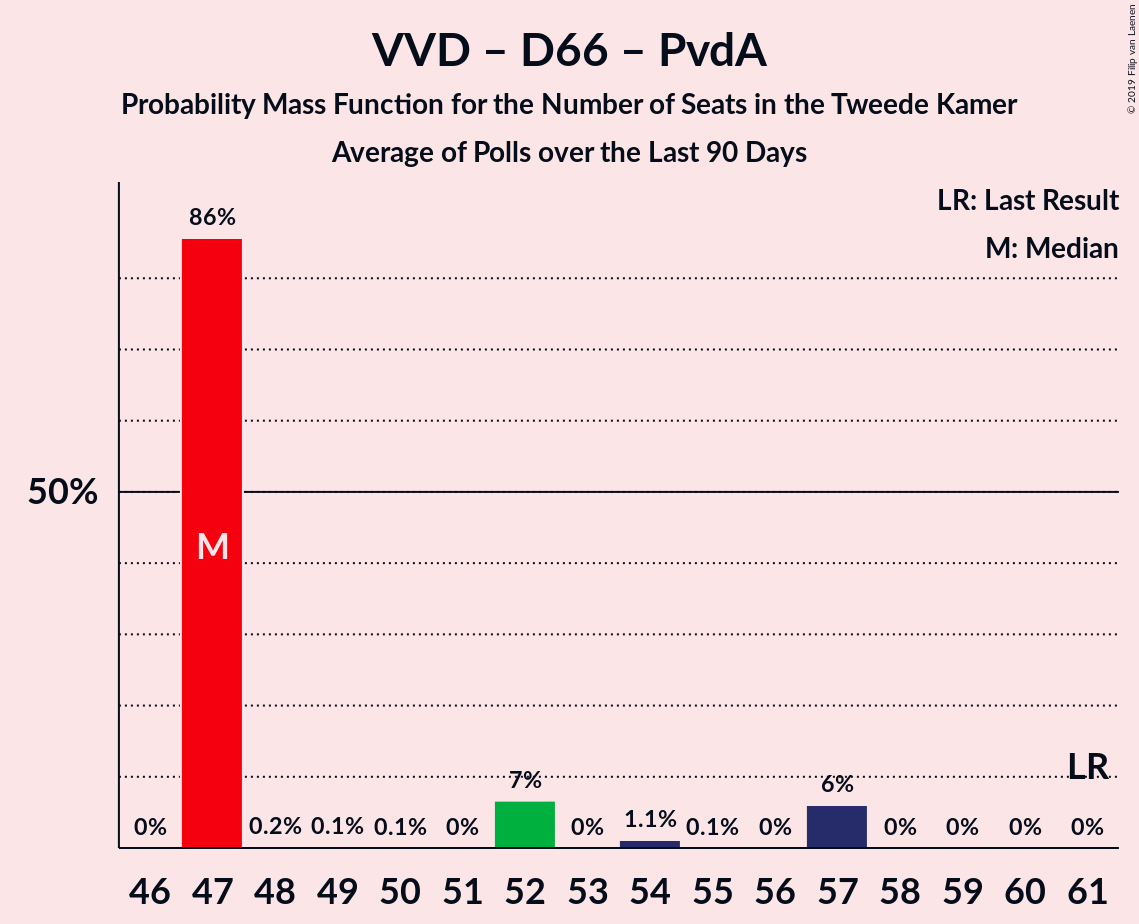 VVD – D66 – PvdA
Probability Mass Function for the Number of Seats in the Tweede Kamer
Average of Polls over the Last 90 Days
© 2019 Filip van Laenen
LR: Last Result
M: Median
50%
86%
M
LR
0% 0.2% 0.1% 0.1% 0% 7% 0% 1.1% 0.1% 0% 6% 0% 0% 0% 0%
46 47 48 49 50 51 52 53 54 55 56 57 58 59 60 61